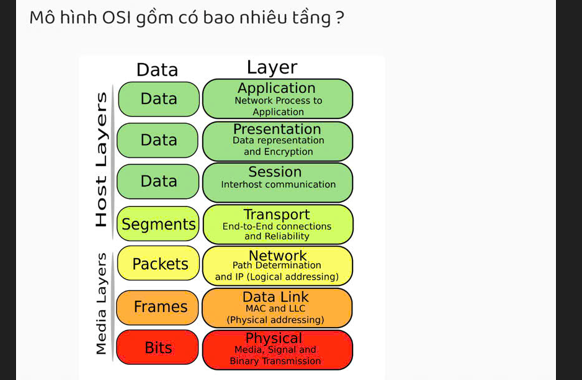 Mô hình OSI gồm có bao nhiêu tầng ?
Data Layer
Host Layers
Data
Application
Network Process to
Application
Data
Presentation
Data representation
and Encryption
Data
Session
Interhost communication
Segments
Transport
End-to-End connections
and Reliability
Media Layers
Packets
Network
Path Determination
and IP (Logical addressing)
Frames
Data Link
MAC and LLC
(Physical addressing)
Bits
Physical
Media, Signal and
Binary Transmission